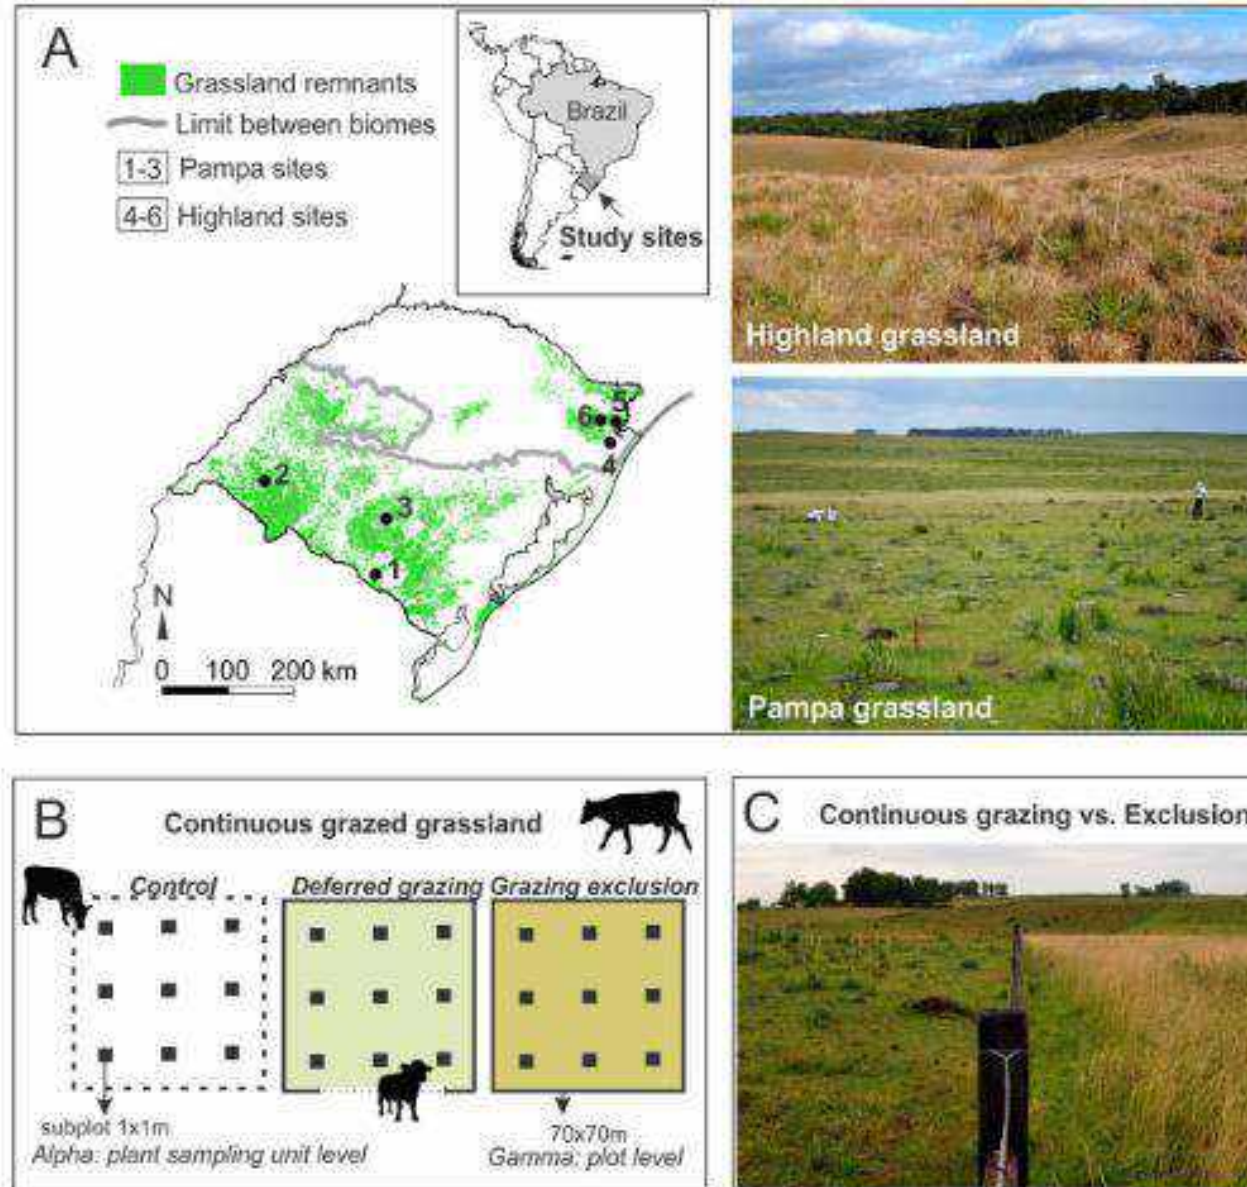 A
Grassland remnants
Limit between biomes
1-3 Pampa sites
4-6 Highland sites
Brazil
Study sites
Highland grassland
5
6
4
2
3
1
N
0 100 200 km
Pampa grassland
B
Continuous grazed grassland
Control
Deferred grazing
Grazing exclusion
subplot 1x1m
Alpha: plant sampling unit level
70x70m
Gamma: plot level
C
Continuous grazing vs. Exclusion